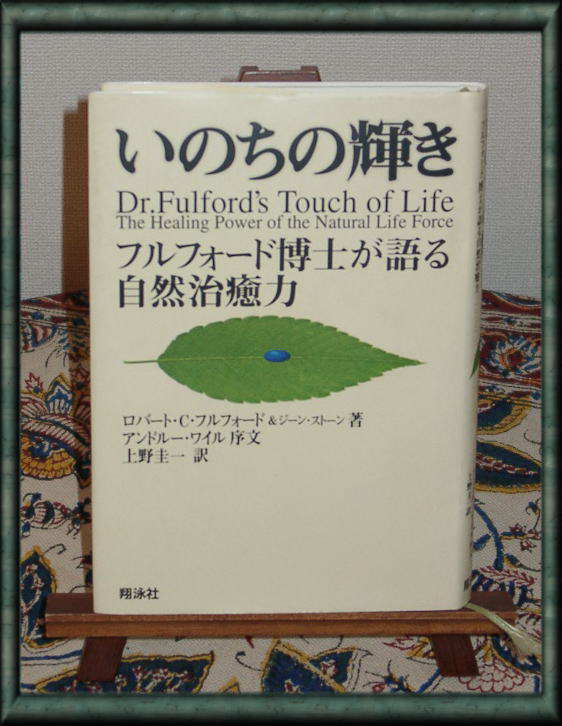 いのちの輝き
Dr.Fulford's Touch of Life
The Healing Power of the Natural Life Force
フルフォード博士が語る
自然治癒力
ロバート・C・フルフォード&ジーン・ストーン 著
アンドルー・ワイル 序文
上野圭一 訳
翔泳社